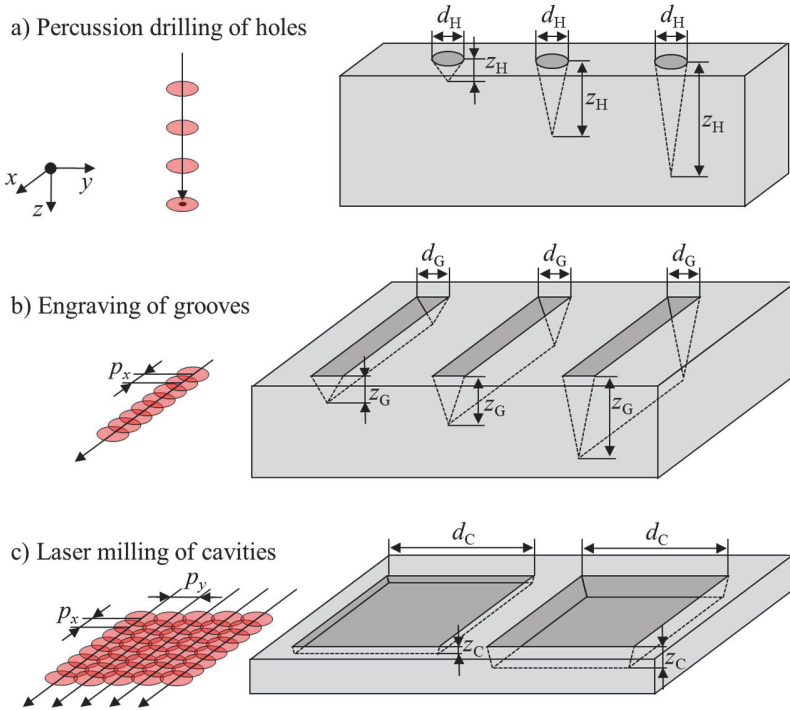 a) Percussion drilling of holes
d_H d_H d_H
z_H
z_H
z_H
x y
z
d_G d_G d_G
b) Engraving of grooves
p_x
z_G
z_G
z_G
c) Laser milling of cavities
d_C d_C
p_y
p_x
z_C
z_C